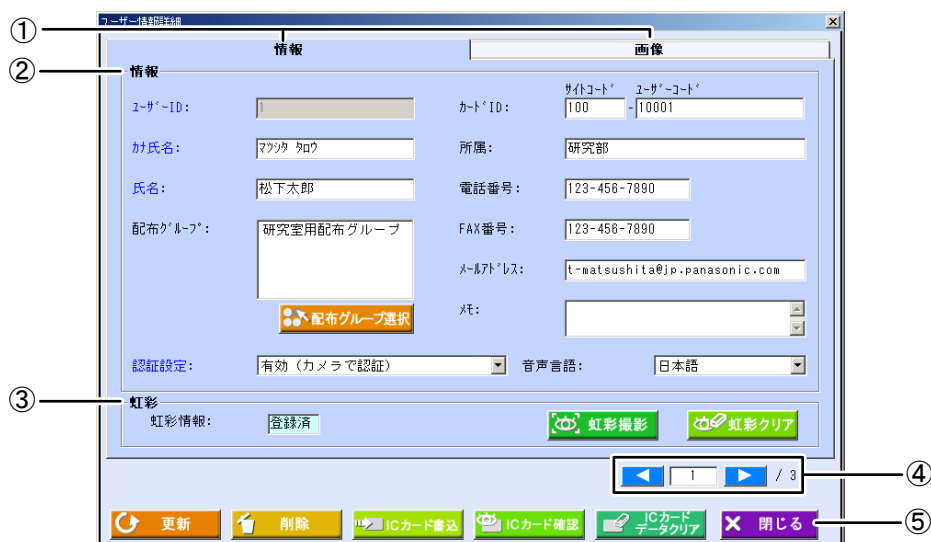 ユーザー情報詳細
①
情報 画像
②
情報
サイトコード ユーザーコード
ユーザーID: 1 カードID: 100 - 10001
カナ氏名: マツシタ タロウ 所属: 研究部
氏名: 松下太郎 電話番号: 123-456-7890
配布グループ: 研究室用配布グループ FAX番号: 123-456-7890
メールアドレス: t-matsushita@jp.panasonic.com
配布グループ選択 メモ:
認証設定: 有効（カメラで認証） 音声言語: 日本語
③
虹彩
虹彩情報: 登録済 虹彩撮影 虹彩クリア
1 / 3 ④
更新 削除 ICカード書込 ICカード確認 ICカード
データクリア 閉じる ⑤